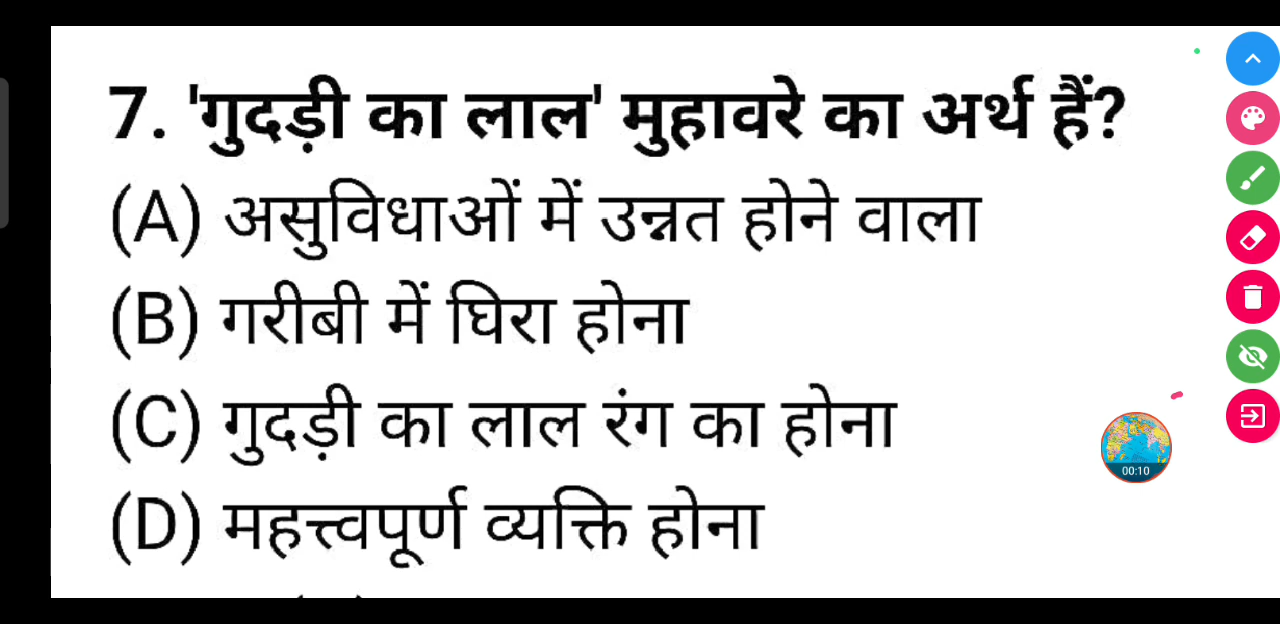 7. 'गुदड़ी का लाल' मुहावरे का अर्थ हैं?
(A) असुविधाओं में उन्नत होने वाला
(B) गरीबी में घिरा होना
(C) गुदड़ी का लाल रंग का होना
(D) महत्त्वपूर्ण व्यक्ति होना
00:10